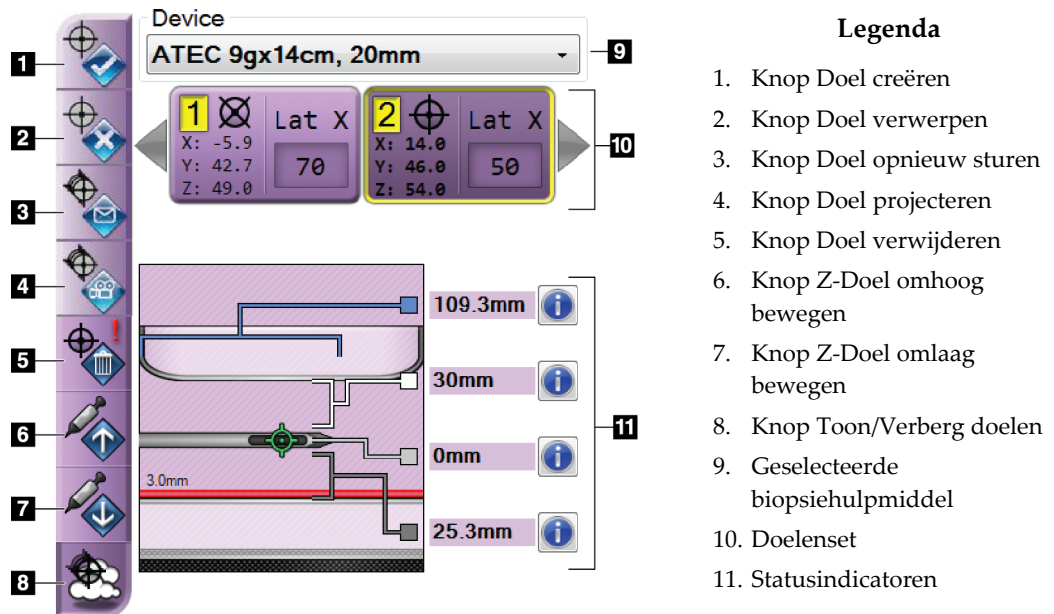 Device
ATEC 9gx14cm, 20mm
1
2
3
4
5
6
7
8
9
10
11
1
X: -5.9
Y: 42.7
Z: 49.0
Lat X
70
2
X: 14.0
Y: 46.0
Z: 54.0
Lat X
50
109.3mm
30mm
0mm
3.0mm
25.3mm
Legenda
1. Knop Doel creëren
2. Knop Doel verwerpen
3. Knop Doel opnieuw sturen
4. Knop Doel projecteren
5. Knop Doel verwijderen
6. Knop Z-Doel omhoog
bewegen
7. Knop Z-Doel omlaag
bewegen
8. Knop Toon/Verberg doelen
9. Geselecteerde
biopsiehulpmiddel
10. Doelenset
11. Statusindicatoren